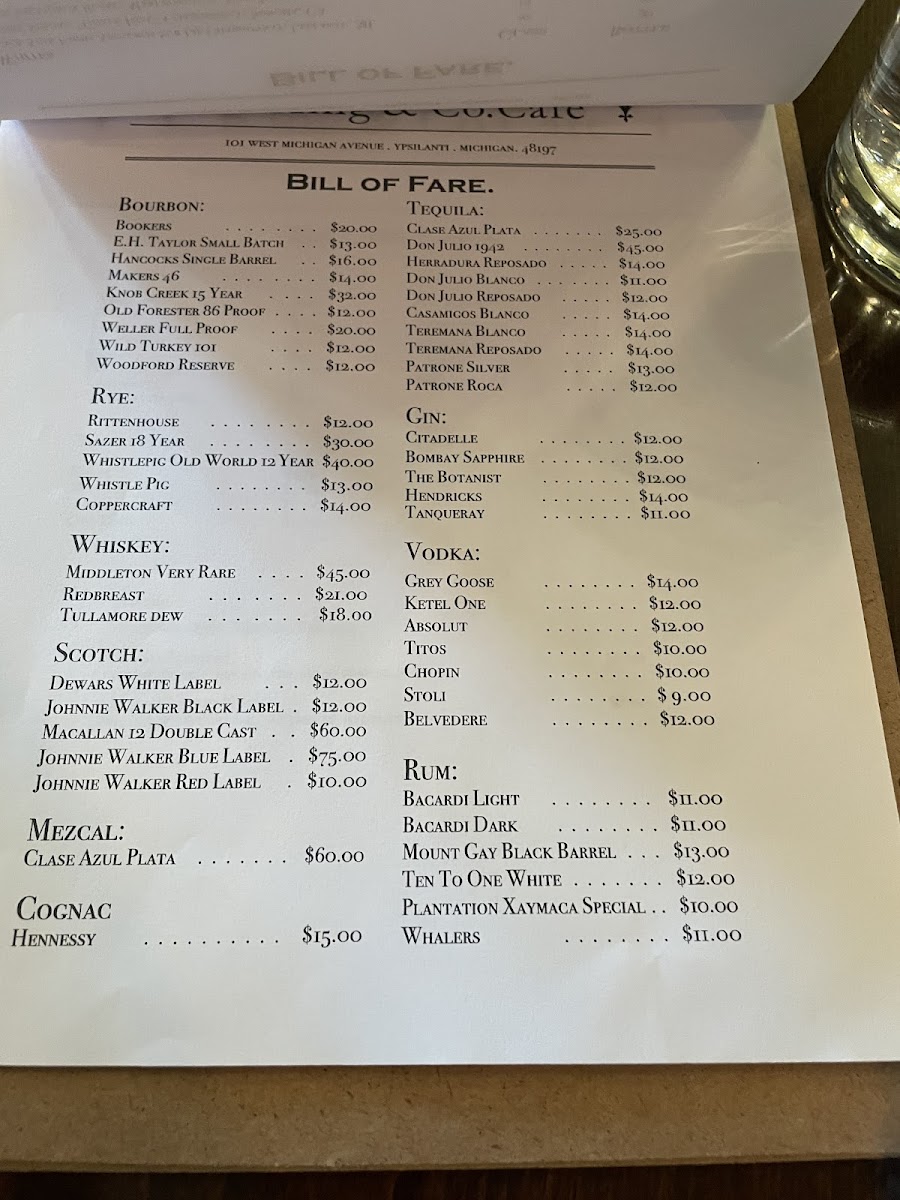 BILL OF FARE.
& Co. Cafe
101 WEST MICHIGAN AVENUE . YPSILANTI . MICHIGAN. 48197
BILL OF FARE.
BOURBON:
BOOKERS . . . . . . . . $20.00
E.H. TAYLOR SMALL BATCH . . $13.00
HANCOCKS SINGLE BARREL . . $16.00
MAKERS 46 . . . . . . . $14.00
KNOB CREEK 15 YEAR . . . . $32.00
OLD FORESTER 86 PROOF . . . . $12.00
WELLER FULL PROOF . . . . $20.00
WILD TURKEY 101 . . . . $12.00
WOODFORD RESERVE . . . . $12.00
RYE:
RITTENHOUSE . . . . . . . . $12.00
SAZER 18 YEAR . . . . . . . . $30.00
WHISTLEPIG OLD WORLD 12 YEAR $40.00
WHISTLE PIG . . . . . . . . $13.00
COPPERCRAFT . . . . . . . . $14.00
WHISKEY:
MIDDLETON VERY RARE . . . . $45.00
REDBREAST . . . . . . . $21.00
TULLAMORE DEW . . . . . . . $18.00
SCOTCH:
DEWARS WHITE LABEL . . . $12.00
JOHNNIE WALKER BLACK LABEL . $12.00
MACALLAN 12 DOUBLE CAST . . $60.00
JOHNNIE WALKER BLUE LABEL . $75.00
JOHNNIE WALKER RED LABEL . $10.00
MEZCAL:
CLASE AZUL PLATA . . . . . . . $60.00
COGNAC
HENNESSY . . . . . . . . . . $15.00
TEQUILA:
CLASE AZUL PLATA . . . . . . . $25.00
DON JULIO 1942 . . . . . . . . $45.00
HERRADURA REPOSADO . . . . . $14.00
DON JULIO BLANCO . . . . . . . $11.00
DON JULIO REPOSADO . . . . . $12.00
CASAMIGOS BLANCO . . . . . $14.00
TEREMANA BLANCO . . . . . $14.00
TEREMANA REPOSADO . . . . . $14.00
PATRONE SILVER . . . . . $13.00
PATRONE ROCA . . . . . $12.00
GIN:
CITADELLE . . . . . . . . $12.00
BOMBAY SAPPHIRE . . . . . . . . $12.00
THE BOTANIST . . . . . . . . $12.00
HENDRICKS . . . . . . . . $14.00
TANQUERAY . . . . . . . . $11.00
VODKA:
GREY GOOSE . . . . . . . . $14.00
KETEL ONE . . . . . . . . $12.00
ABSOLUT . . . . . . . . $12.00
TITOS . . . . . . . . $10.00
CHOPIN . . . . . . . . $10.00
STOLI . . . . . . . . $ 9.00
BELVEDERE . . . . . . . . $12.00
RUM:
BACARDI LIGHT . . . . . . . . $11.00
BACARDI DARK . . . . . . . . $11.00
MOUNT GAY BLACK BARREL . . . $13.00
TEN TO ONE WHITE . . . . . . . $12.00
PLANTATION XAYMACA SPECIAL . . $10.00
WHALERS . . . . . . . . $11.00